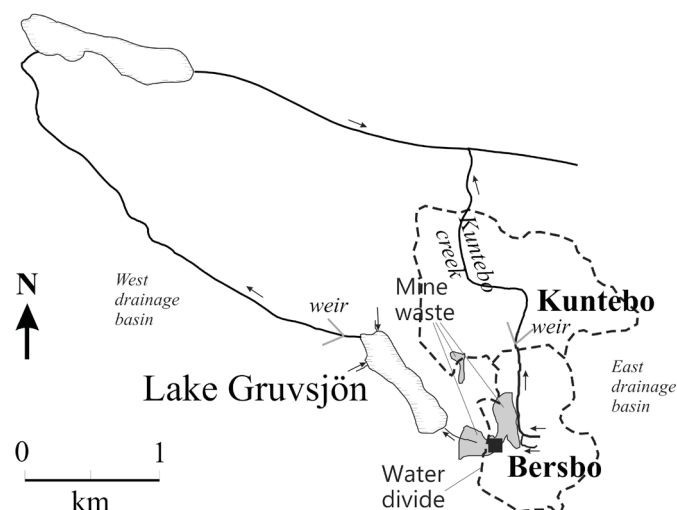 Kuntebo
creek
West
drainage
basin
N
Mine
waste
weir
Kuntebo
weir
Lake Gruvsjön
East
drainage
basin
0 1
km
Bersbo
Water
divide